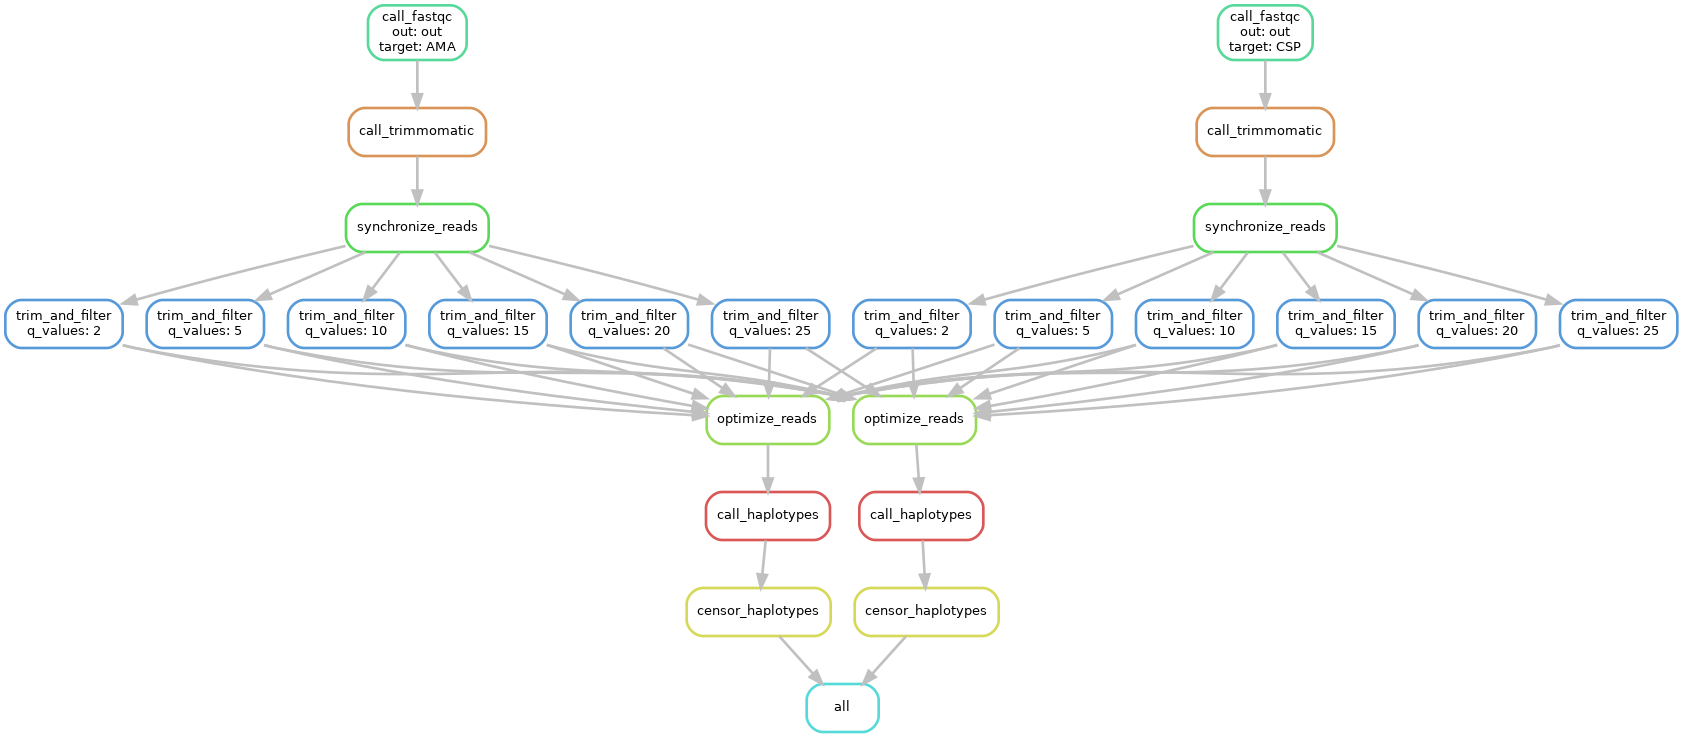 call_fastqc
out: out
target: AMA
call_fastqc
out: out
target: CSP
call_trimmomatic
call_trimmomatic
synchronize_reads
synchronize_reads
trim_and_filter
q_values: 2
trim_and_filter
q_values: 5
trim_and_filter
q_values: 10
trim_and_filter
q_values: 15
trim_and_filter
q_values: 20
trim_and_filter
q_values: 25
trim_and_filter
q_values: 2
trim_and_filter
q_values: 5
trim_and_filter
q_values: 10
trim_and_filter
q_values: 15
trim_and_filter
q_values: 20
trim_and_filter
q_values: 25
optimize_reads
optimize_reads
call_haplotypes
call_haplotypes
censor_haplotypes
censor_haplotypes
all